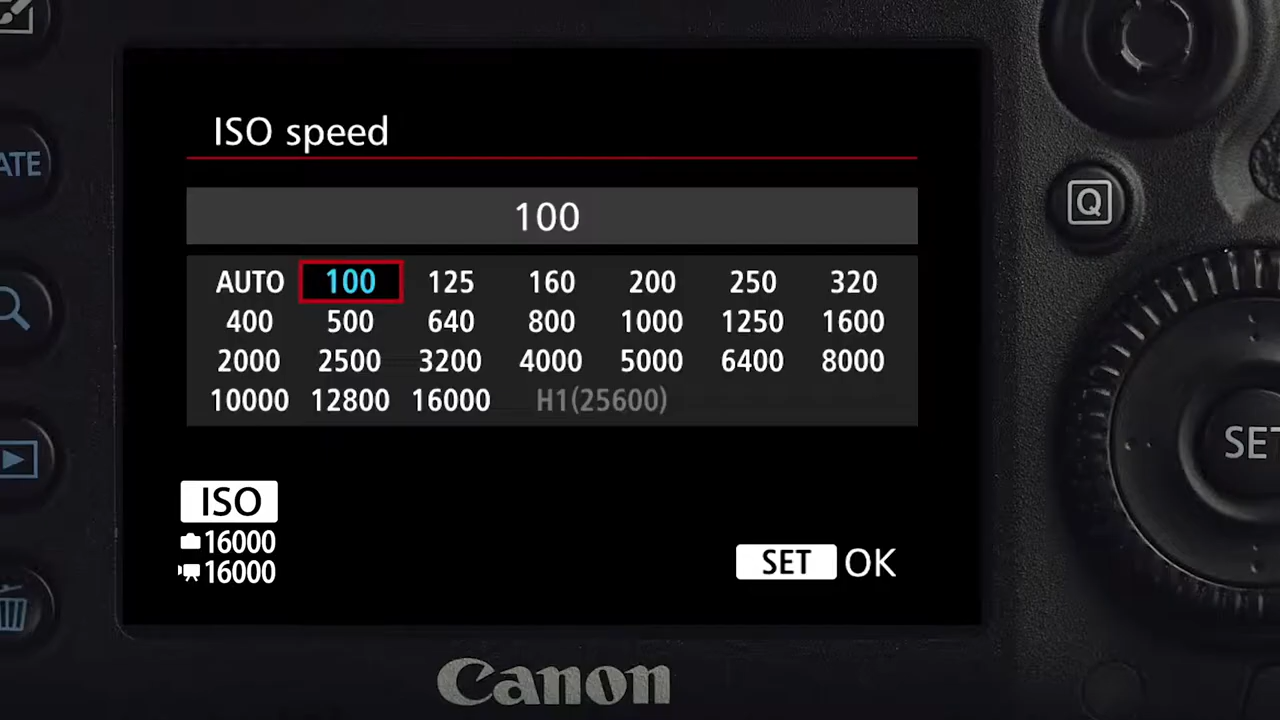 ISO speed
100
AUTO 100 125 160 200 250 320
400 500 640 800 1000 1250 1600
2000 2500 3200 4000 5000 6400 8000
10000 12800 16000 H1(25600)
ISO
16000
16000
SET OK
Canon
Q
SET
ATE